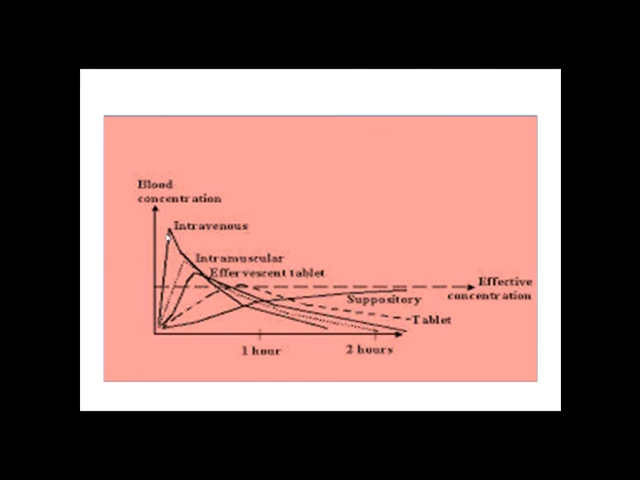 Blood
concentration
Intravenous
Intramuscular
Effervescent tablet
Effective
concentration
Suppository
Tablet
1 hour
2 hours